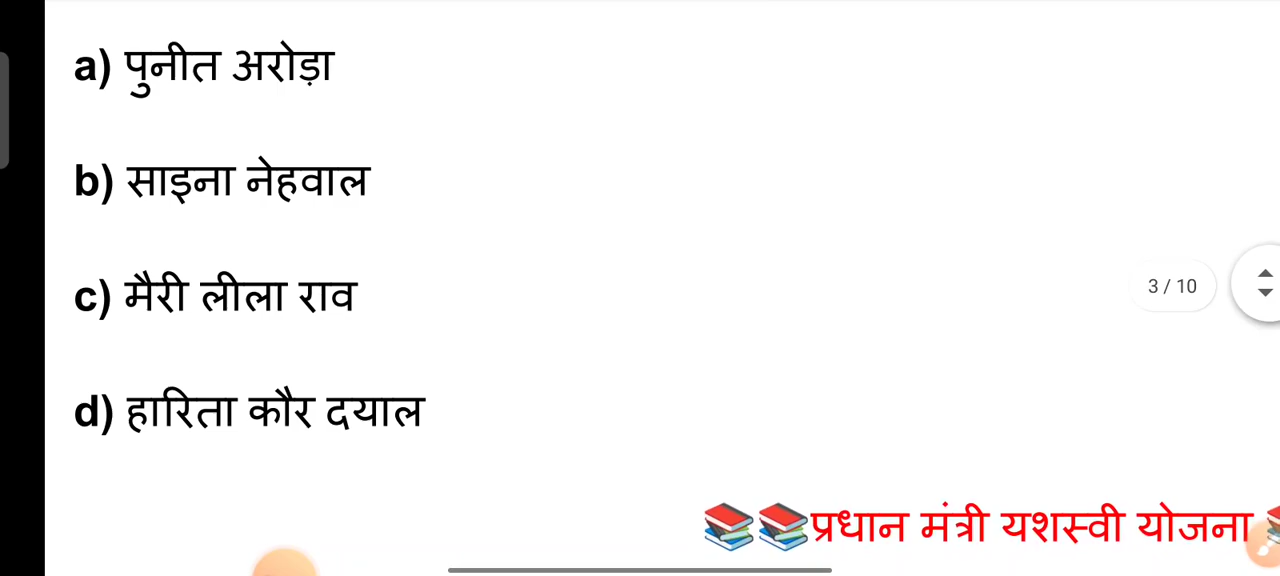 a) पुनीत अरोड़ा
b) साइना नेहवाल
c) मैरी लीला राव
3 / 10
d) हारिता कौर दयाल
📚📚प्रधान मंत्री यशस्वी योजना